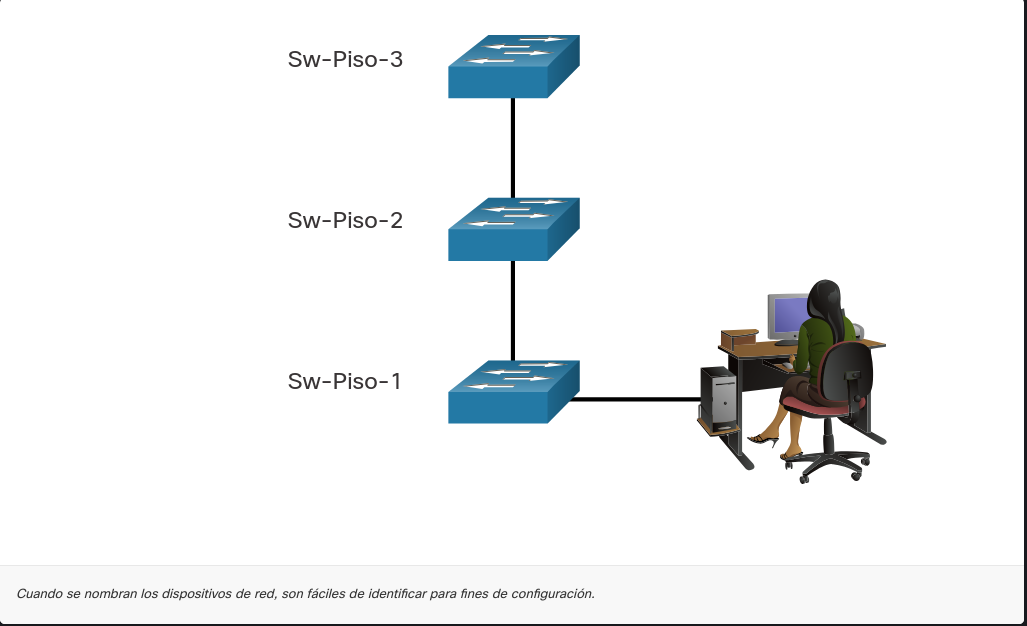 Sw-Piso-3
Sw-Piso-2
Sw-Piso-1
Cuando se nombran los dispositivos de red, son fáciles de identificar para fines de configuración.